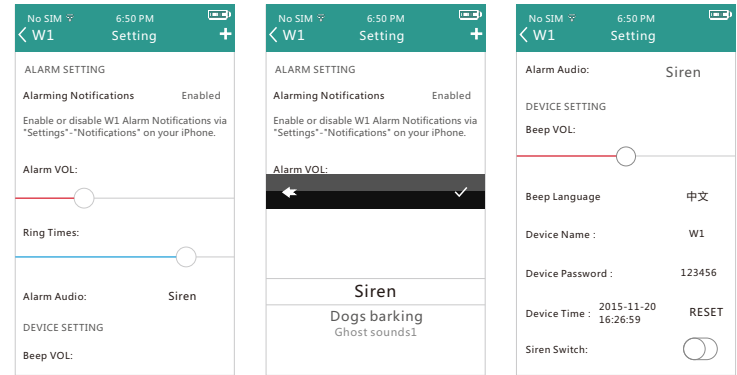 No SIM 6:50 PM
W1 Setting +
ALARM SETTING
Alarming Notifications Enabled
Enable or disable W1 Alarm Notifications via
"Settings"-"Notifications" on your iPhone.
Alarm VOL:
Ring Times:
Alarm Audio: Siren
DEVICE SETTING
Beep VOL:
No SIM 6:50 PM
W1 Setting +
ALARM SETTING
Alarming Notifications Enabled
Enable or disable W1 Alarm Notifications via
"Settings"-"Notifications" on your iPhone.
Alarm VOL:
Siren
Dogs barking
Ghost sounds1
No SIM 6:50 PM
W1 Setting
Alarm Audio: Siren
DEVICE SETTING
Beep VOL:
Beep Language 中文
Device Name : W1
Device Password : 123456
Device Time : 2015-11-20 16:26:59 RESET
Siren Switch: